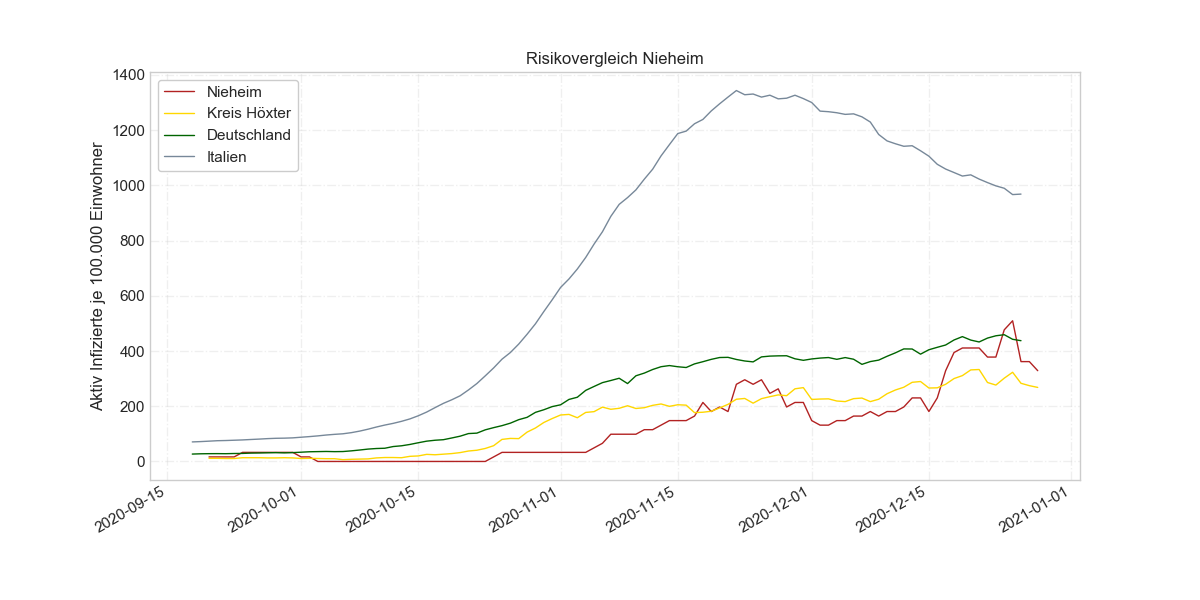 Risikovergleich Nieheim
Aktiv Infizierte je 100.000 Einwohner
1400
1200
1000
800
600
400
200
0
Nieheim
Kreis Höxter
Deutschland
Italien
2020-09-15
2020-10-01
2020-10-15
2020-11-01
2020-11-15
2020-12-01
2020-12-15
2021-01-01